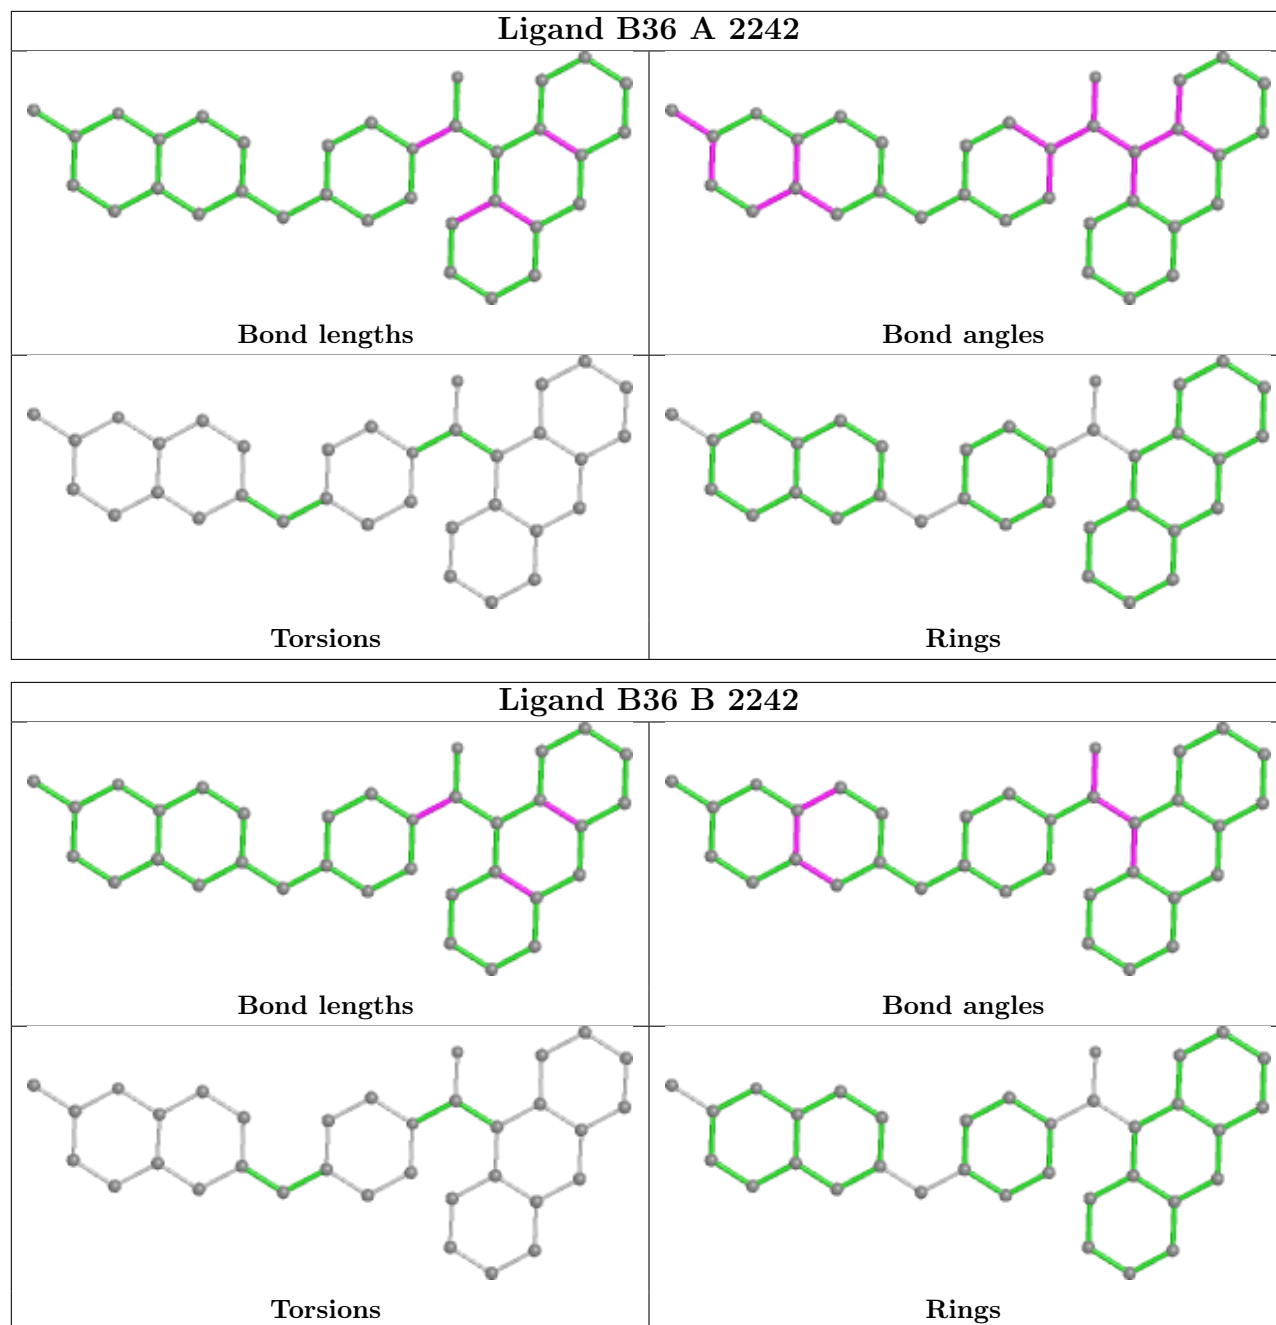 Ligand B36 A 2242
Bond lengths
Bond angles
Torsions
Rings
Ligand B36 B 2242
Bond lengths
Bond angles
Torsions
Rings